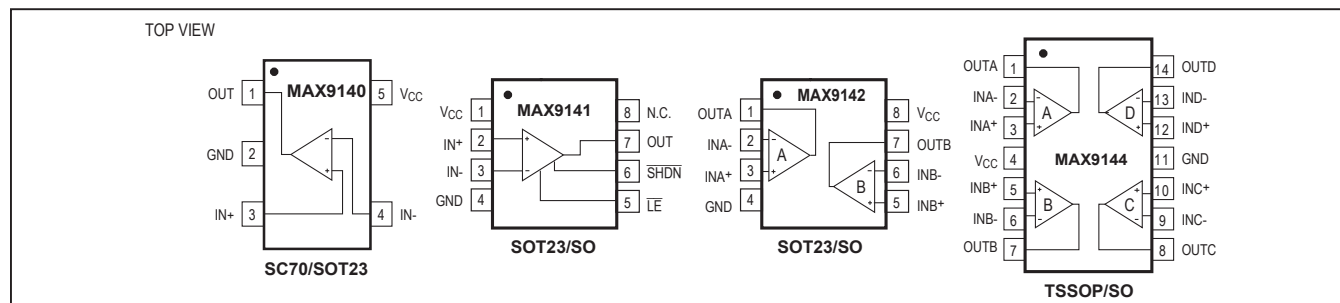 TOP VIEW
MAX9140
OUT 1
5 VCC
GND 2
IN+ 3
4 IN-
SC70/SOT23
MAX9141
VCC 1
8 N.C.
IN+ 2
7 OUT
IN- 3
6 SHDN
GND 4
5 LE
SOT23/SO
MAX9142
OUTA 1
8 VCC
INA- 2
7 OUTB
INA+ 3
6 INB-
GND 4
5 INB+
A
B
SOT23/SO
OUTA 1
14 OUTD
INA- 2
13 IND-
INA+ 3
12 IND+
A
D
VCC 4
MAX9144
11 GND
INB+ 5
10 INC+
INB- 6
9 INC-
B
C
OUTB 7
8 OUTC
TSSOP/SO